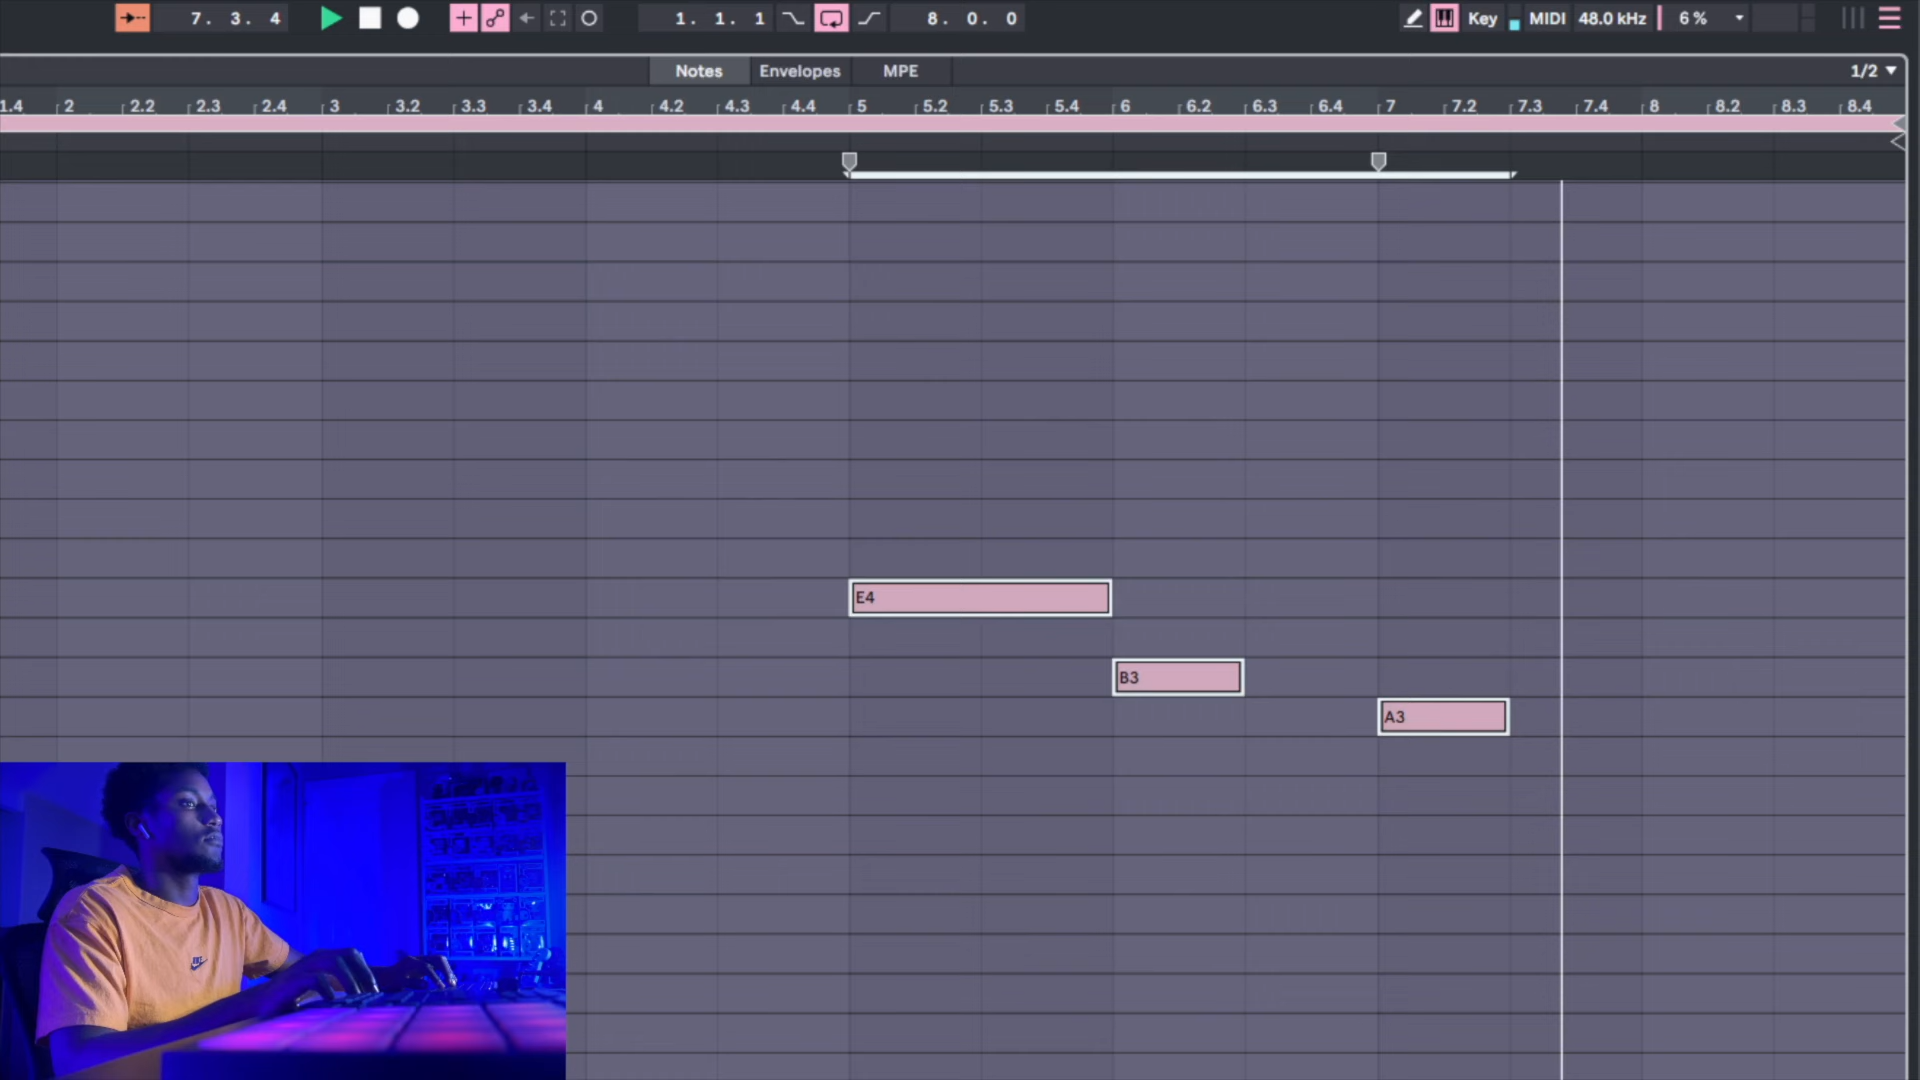 7. 3. 4 1. 1. 1 8. 0. 0 Key MIDI 48.0 kHz 6 %
Notes Envelopes MPE 1/2
1.4 2 2.2 2.3 2.4 3 3.2 3.3 3.4 4 4.2 4.3 4.4 5 5.2 5.3 5.4 6 6.2 6.3 6.4 7 7.2 7.3 7.4 8 8.2 8.3 8.4
E4
B3
A3